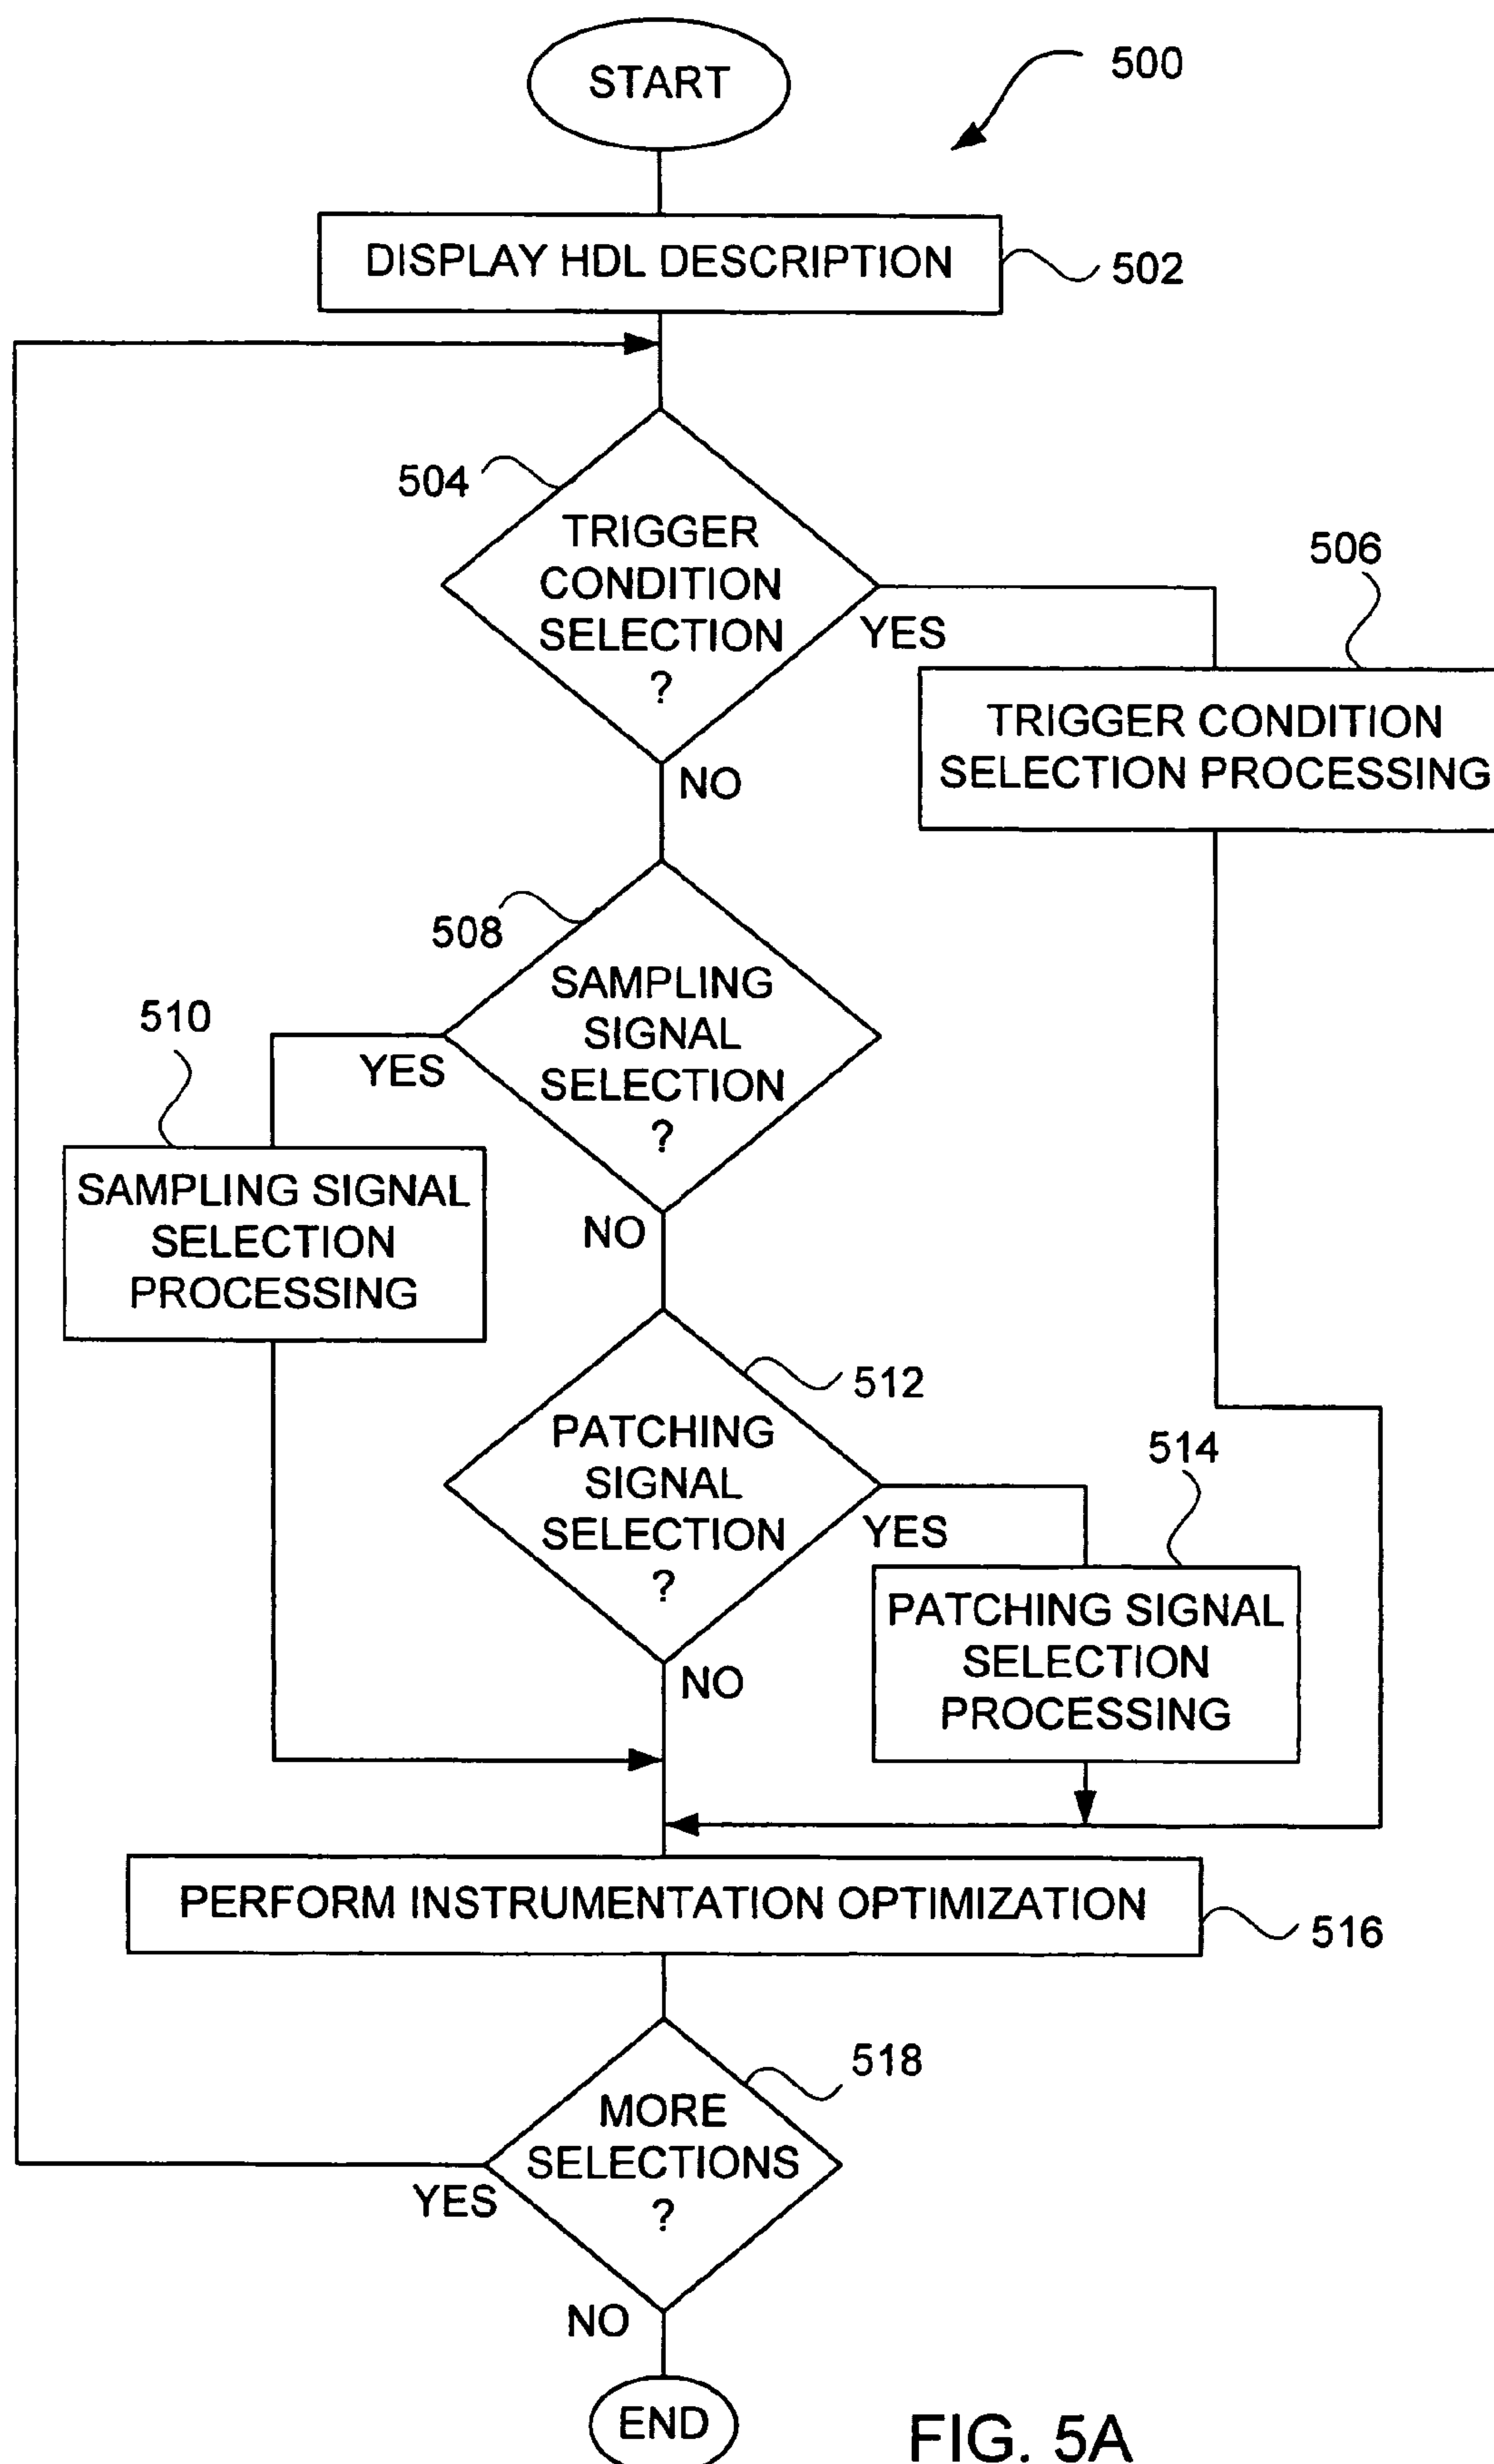 START
500
DISPLAY HDL DESCRIPTION
502
504
TRIGGER
CONDITION
SELECTION
?
YES
506
TRIGGER CONDITION
SELECTION PROCESSING
NO
508
SAMPLING
SIGNAL
SELECTION
?
510
YES
SAMPLING SIGNAL
SELECTION
PROCESSING
NO
512
PATCHING
SIGNAL
SELECTION
?
YES
514
PATCHING SIGNAL
SELECTION
PROCESSING
NO
PERFORM INSTRUMENTATION OPTIMIZATION
516
518
MORE
SELECTIONS
?
YES
NO
END
FIG. 5A